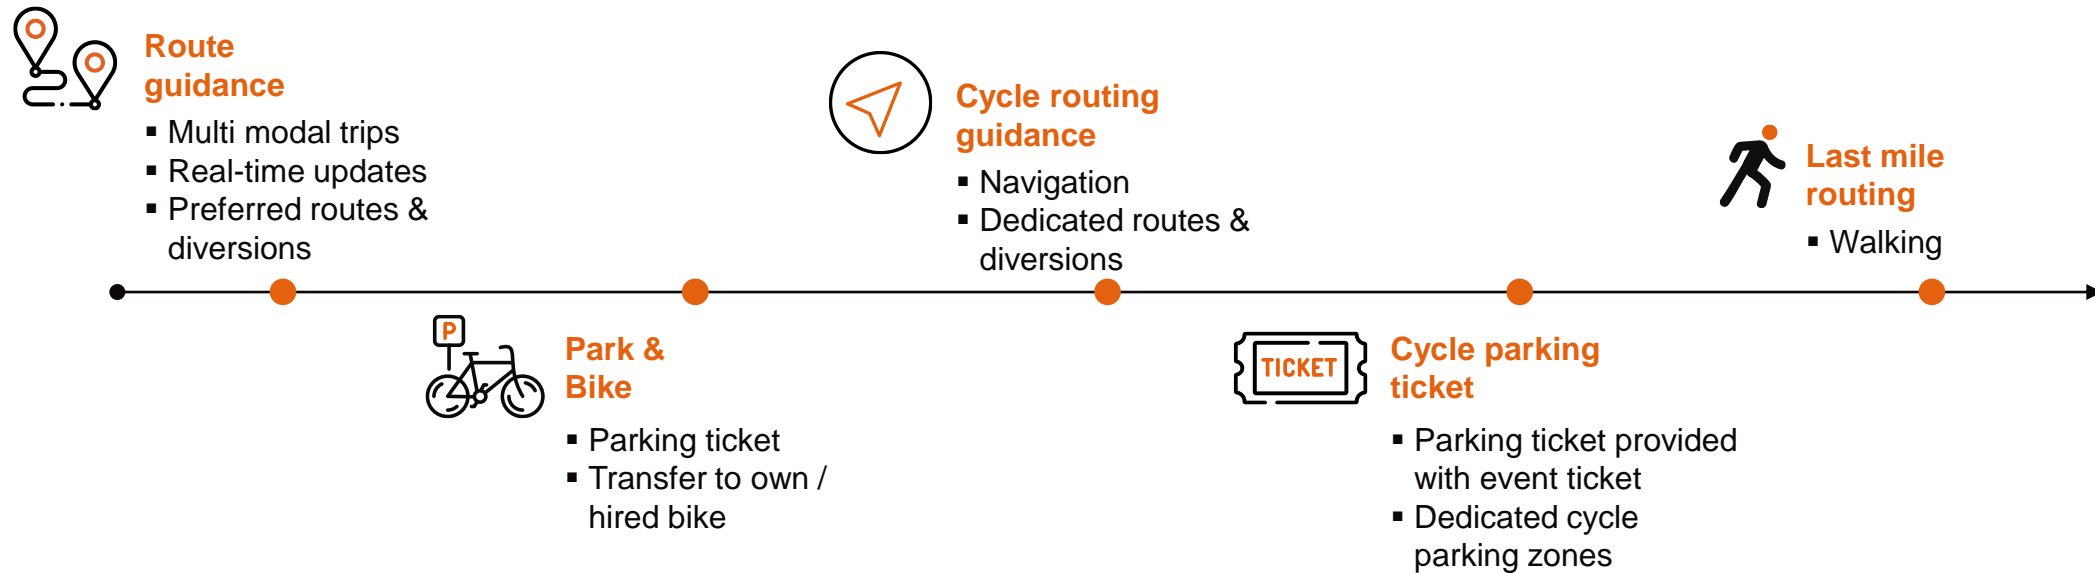 Route
guidance
▪ Multi modal trips
▪ Real-time updates
▪ Preferred routes &
diversions
P
Park &
Bike
▪ Parking ticket
▪ Transfer to own /
hired bike
Cycle routing
guidance
▪ Navigation
▪ Dedicated routes &
diversions
TICKET
Cycle parking
ticket
▪ Parking ticket provided
with event ticket
▪ Dedicated cycle
parking zones
Last mile
routing
▪ Walking